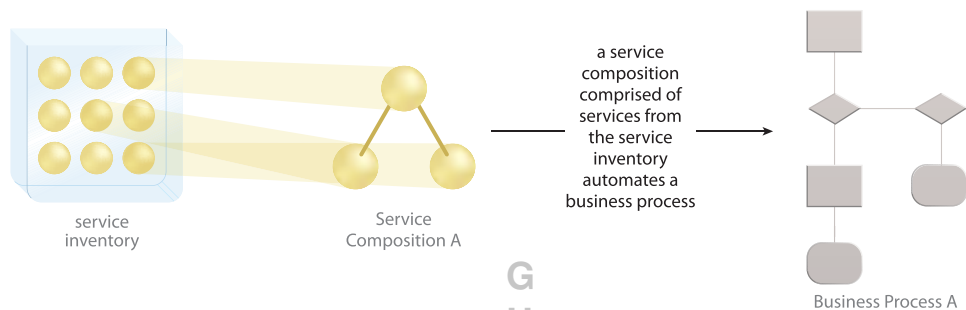 service
inventory
Service
Composition A
a service
composition
comprised of
services from
the service
inventory
automates a
business process
Business Process A
G